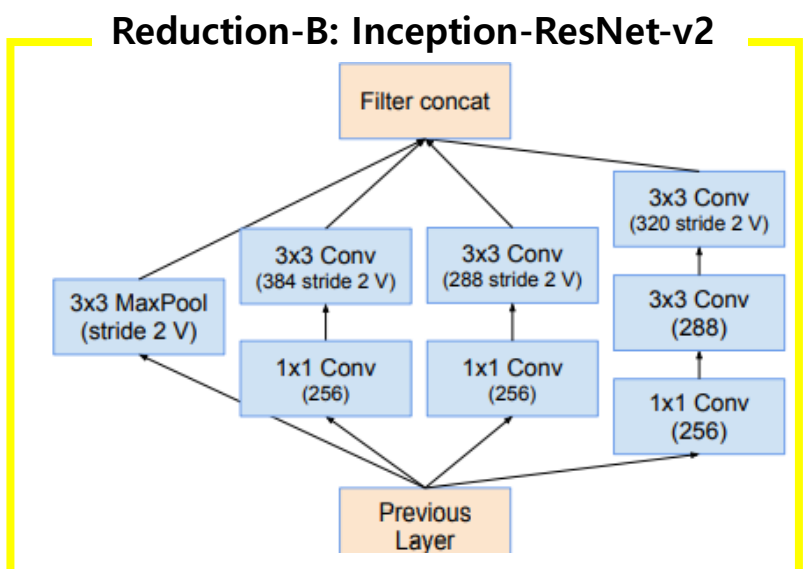 Reduction-B: Inception-ResNet-v2
Filter concat
3x3 MaxPool
(stride 2 V)
3x3 Conv
(384 stride 2 V)
1x1 Conv
(256)
3x3 Conv
(288 stride 2 V)
1x1 Conv
(256)
3x3 Conv
(320 stride 2 V)
3x3 Conv
(288)
1x1 Conv
(256)
Previous
Layer